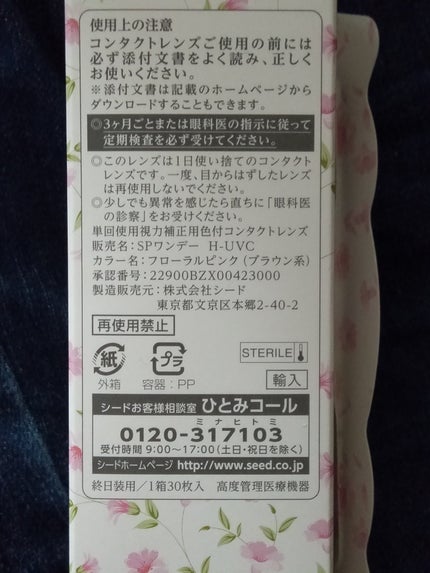 使用上の注意
コンタクトレンズご使用の前には
必ず添付文書をよく読み、正しく
お使いください。
※添付文書は記載のホームページから
ダウンロードすることもできます。
◎3ヶ月ごとまたは眼科医の指示に従って
定期検査を必ず受けてください。
◎このレンズは1日使い捨てのコンタクト
レンズです。一度、目からはずしたレンズ
は再使用しないでください。
◎少しでも異常を感じたら直ちに「眼科医
の診察」をお受けください。
単回使用視力補正用色付コンタクトレンズ
販売名：SPワンデー H-UVC
カラー名：フローラルピンク（ブラウン系）
承認番号：22900BZX00423000
製造販売元：株式会社シード
東京都文京区本郷2-40-2
再使用禁止
紙 プラ STERILE
外箱 容器：PP 輸入
シードお客様相談室 ひとみコール
ミナヒトミ
0120-317103
受付時間 9:00〜17:00（土日・祝日を除く）
シードホームページ http://www.seed.co.jp
終日装用／1箱30枚入 高度管理医療機器